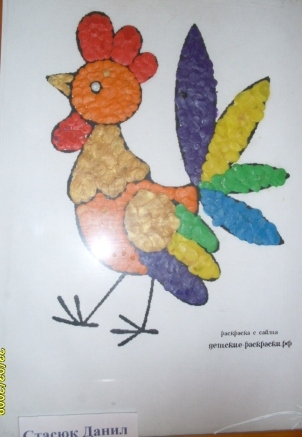 раскраска с сайта
детские-раскраски.рф
Стасюк Данил